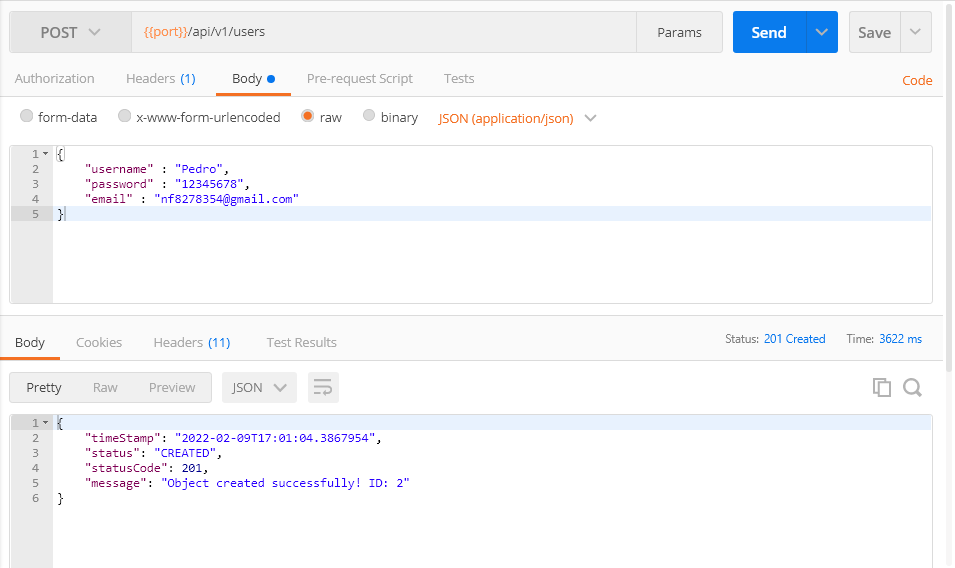 POST {{port}}/api/v1/users Params Send Save
Authorization Headers (1) Body Pre-request Script Tests Code
form-data x-www-form-urlencoded raw binary JSON (application/json)
1 {
2 "username" : "Pedro",
3 "password" : "12345678",
4 "email" : "nf8278354@gmail.com"
5 }
Body Cookies Headers (11) Test Results Status: 201 Created Time: 3622 ms
Pretty Raw Preview JSON
1 {
2 "timeStamp": "2022-02-09T17:01:04.3867954",
3 "status": "CREATED",
4 "statusCode": 201,
5 "message": "Object created successfully! ID: 2"
6 }